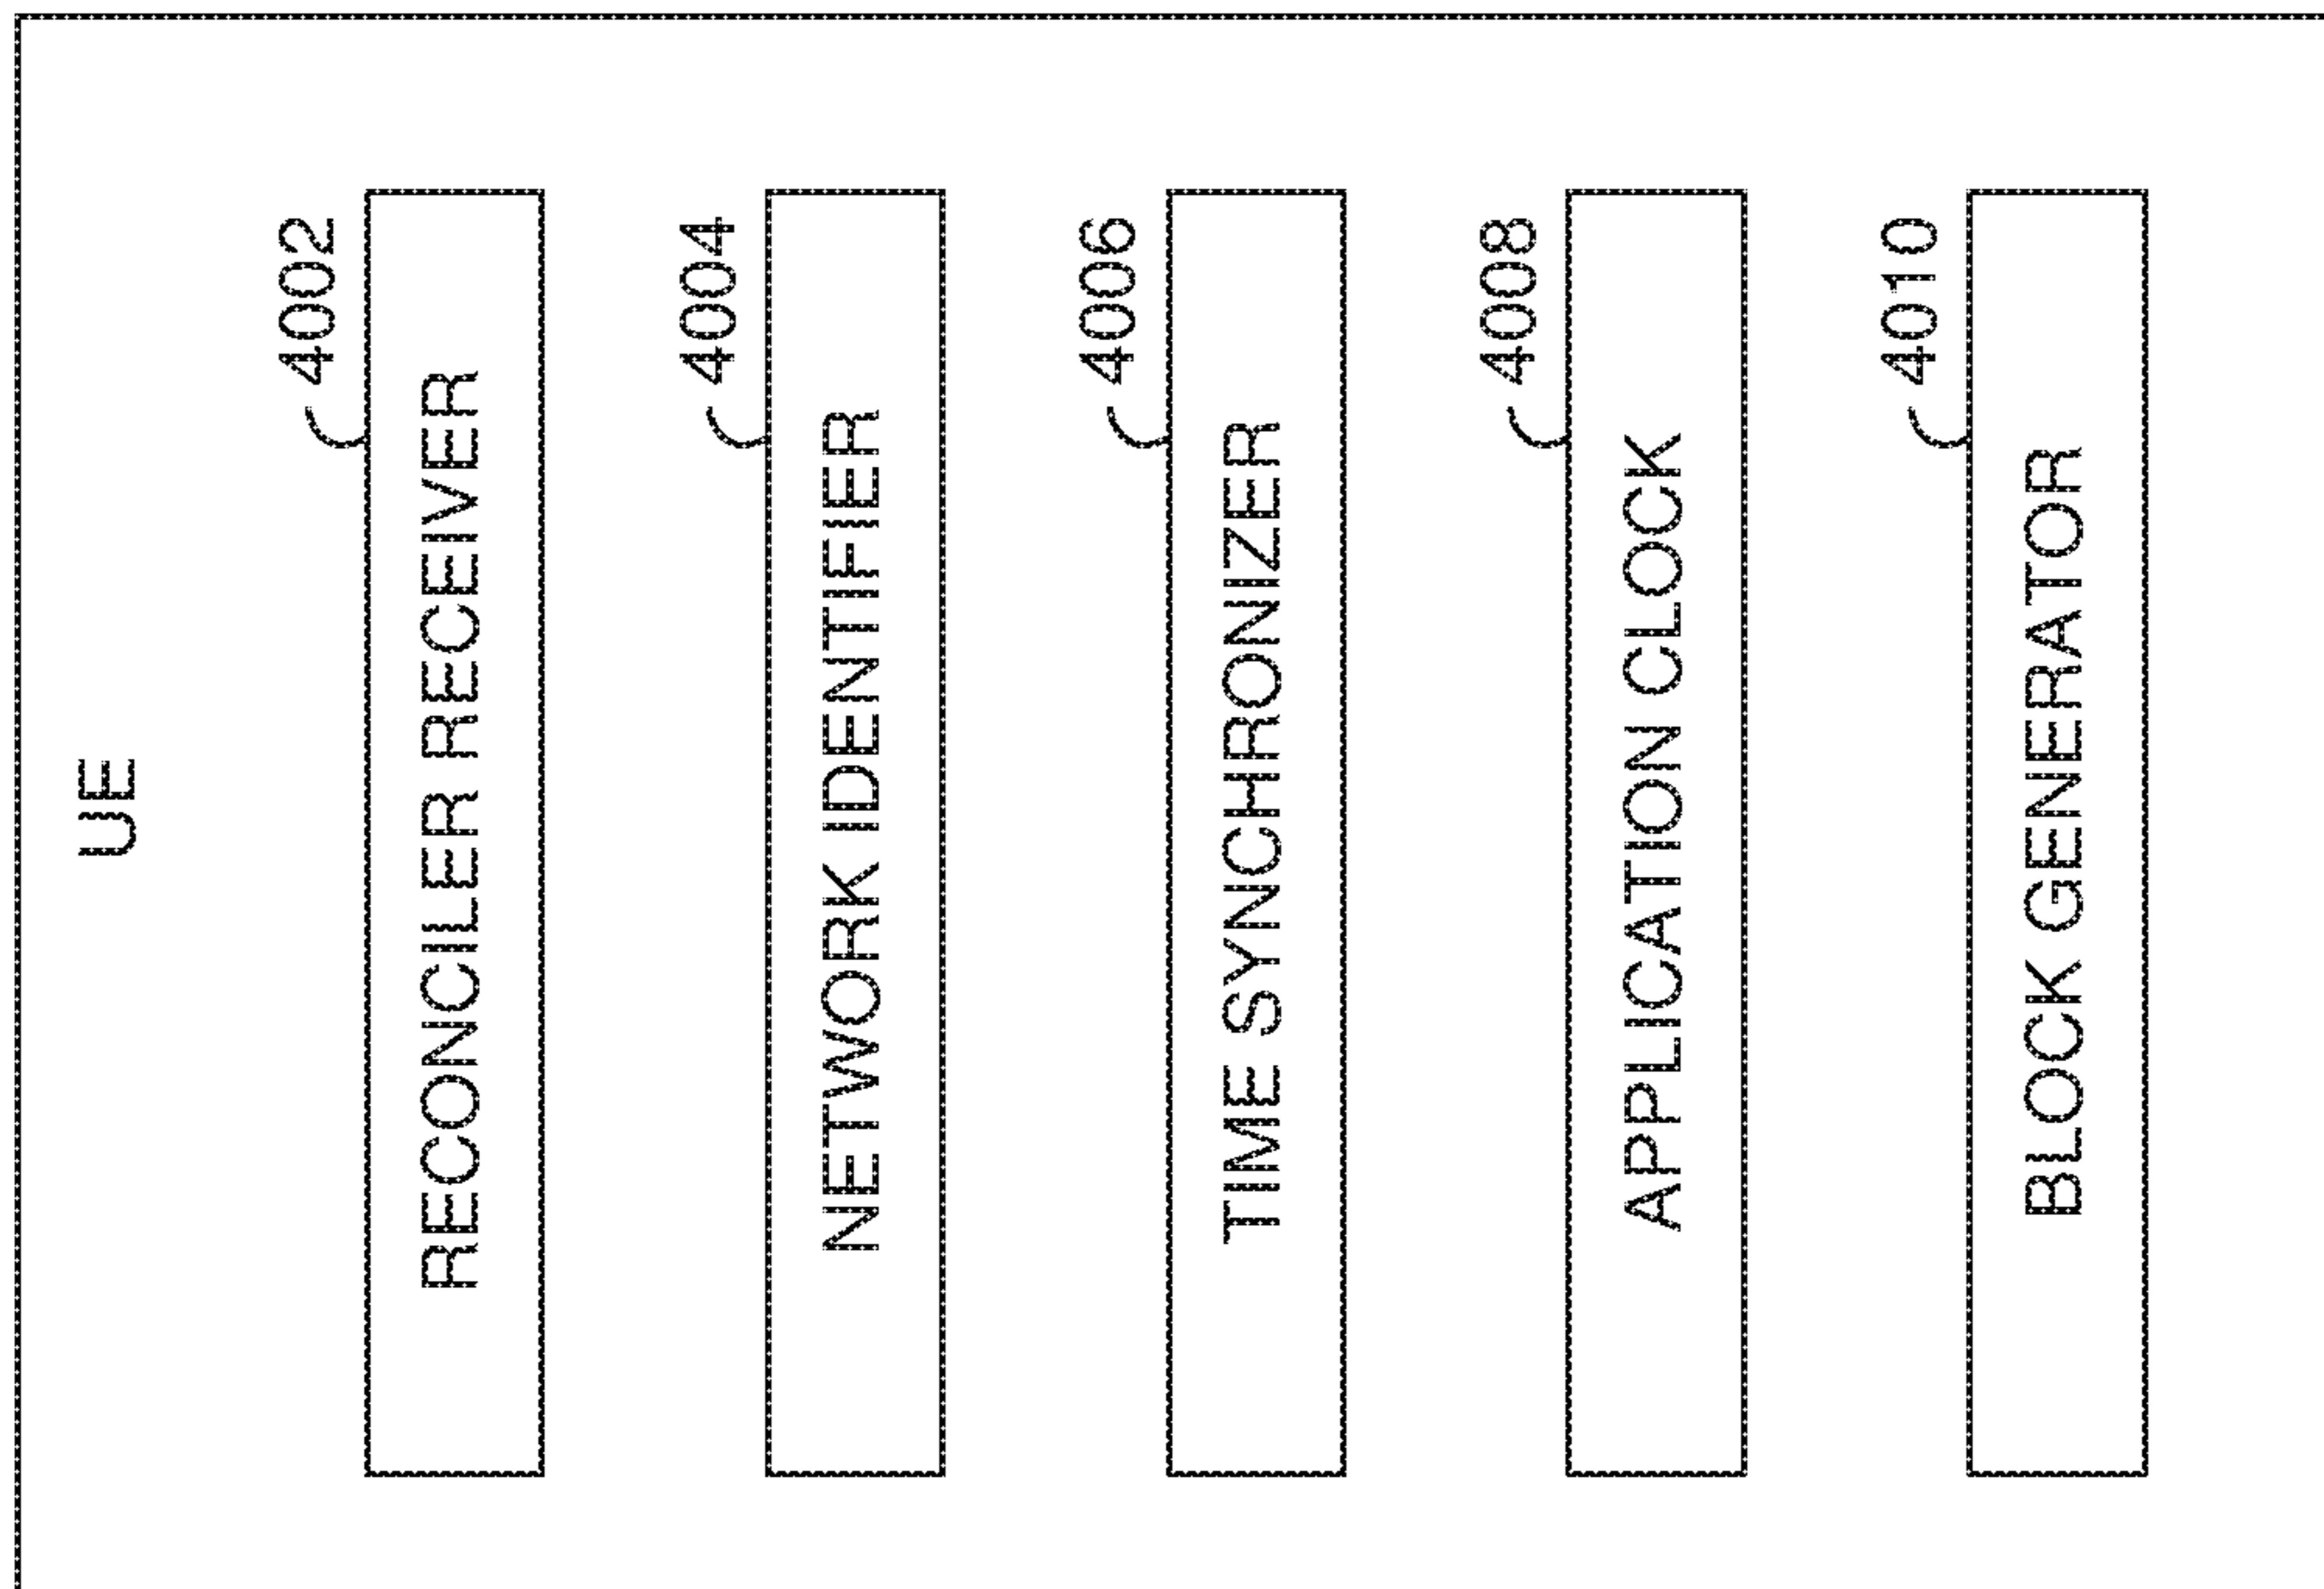 UE
4002
RECONCILER RECEIVER
4004
NETWORK IDENTIFIER
4006
TIME SYNCHRONIZER
4008
APPLICATION CLOCK
4010
BLOCK GENERATOR